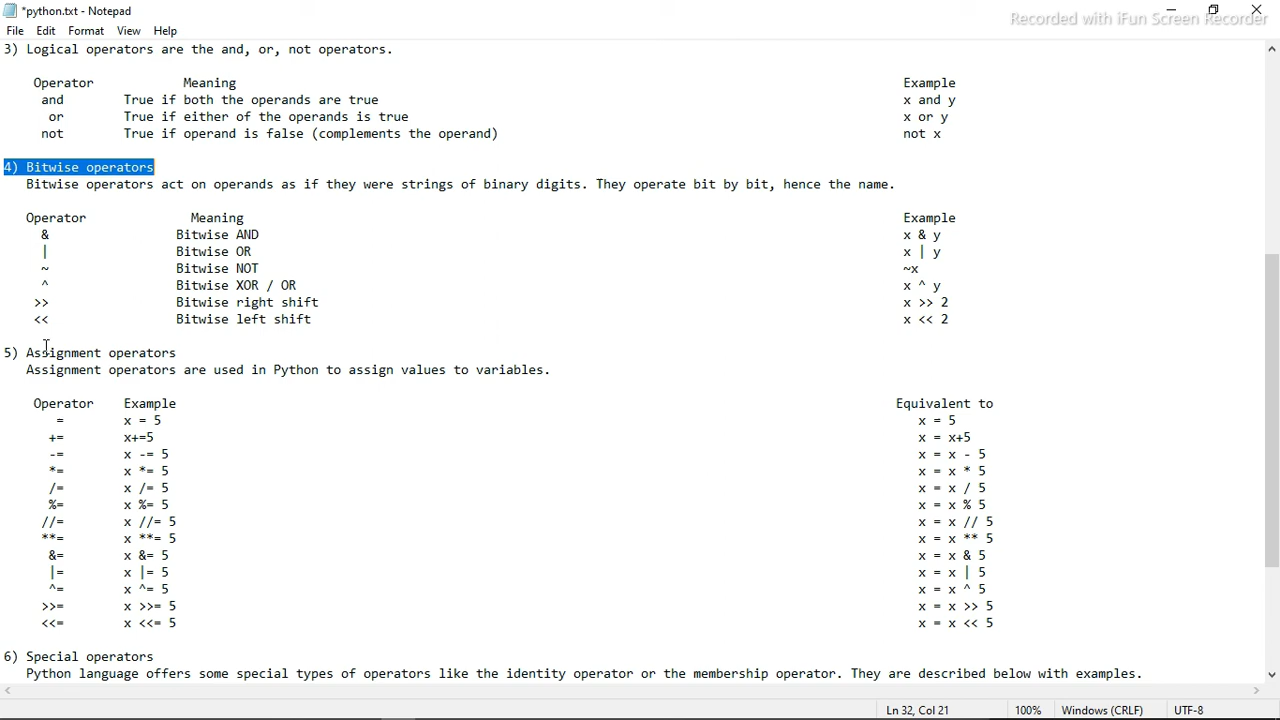 *python.txt - Notepad
Recorded with iFun Screen Recorder
File Edit Format View Help
3) Logical operators are the and, or, not operators.
Operator Meaning Example
and True if both the operands are true x and y
or True if either of the operands is true x or y
not True if operand is false (complements the operand) not x
4) Bitwise operators
Bitwise operators act on operands as if they were strings of binary digits. They operate bit by bit, hence the name.
Operator Meaning Example
& Bitwise AND x & y
| Bitwise OR x | y
~ Bitwise NOT ~x
^ Bitwise XOR / OR x ^ y
>> Bitwise right shift x >> 2
<< Bitwise left shift x << 2
5) Assignment operators
Assignment operators are used in Python to assign values to variables.
Operator Example Equivalent to
= x = 5 x = 5
+= x+=5 x = x+5
-= x -= 5 x = x - 5
*= x *= 5 x = x * 5
/= x /= 5 x = x / 5
%= x %= 5 x = x % 5
//= x //= 5 x = x // 5
**= x **= 5 x = x ** 5
&= x &= 5 x = x & 5
|= x |= 5 x = x | 5
^= x ^= 5 x = x ^ 5
>>= x >>= 5 x = x >> 5
<<= x <<= 5 x = x << 5
6) Special operators
Python language offers some special types of operators like the identity operator or the membership operator. They are described below with examples.
Ln 32, Col 21 100% Windows (CRLF) UTF-8